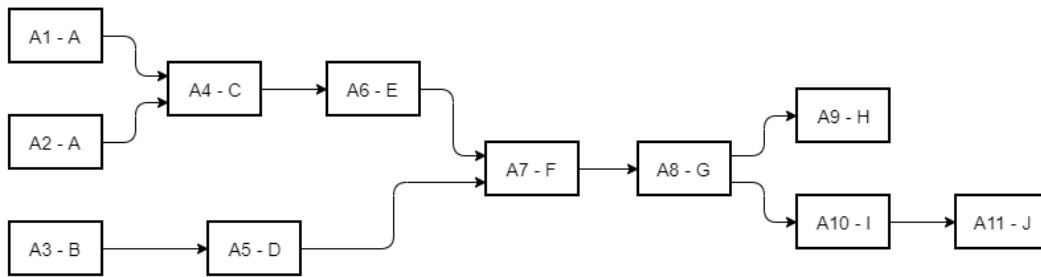 A1 - A
A4 - C
A6 - E
A2 - A
A9 - H
A7 - F
A8 - G
A3 - B
A5 - D
A10 - I
A11 - J